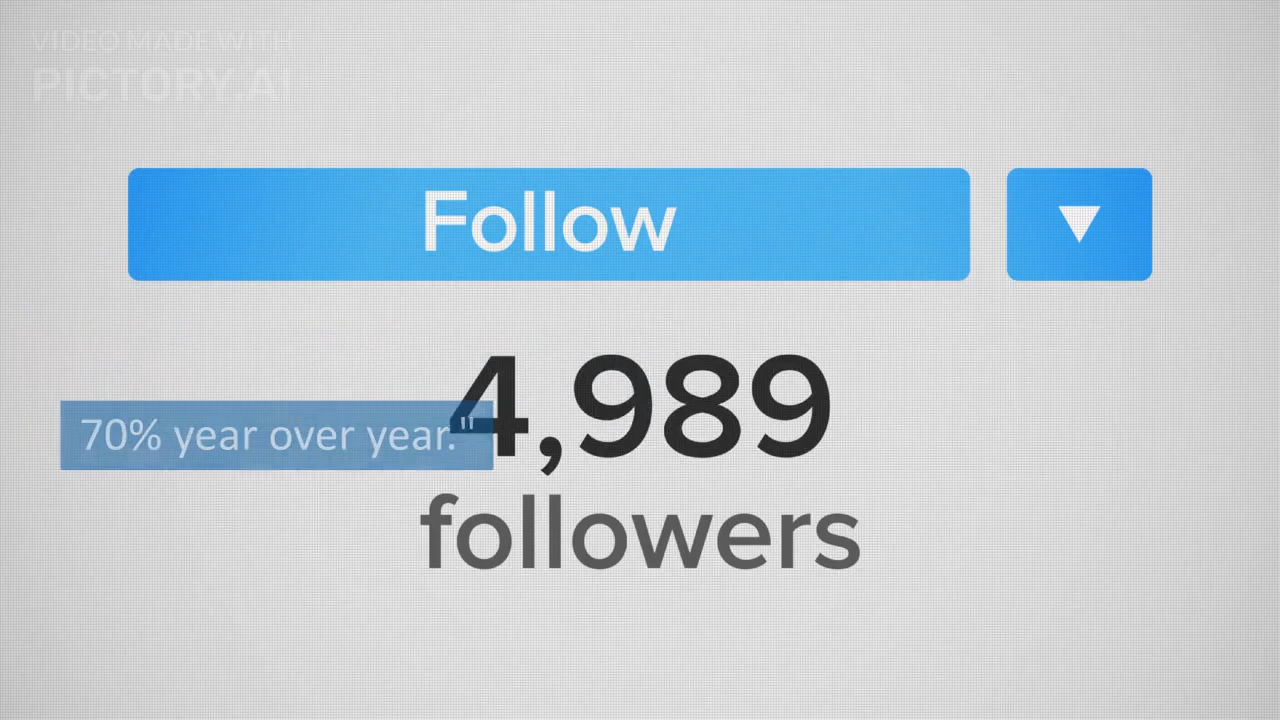 VIDEO MADE WITH
PICTORY.AI
Follow
4,989
70% year over year."
followers